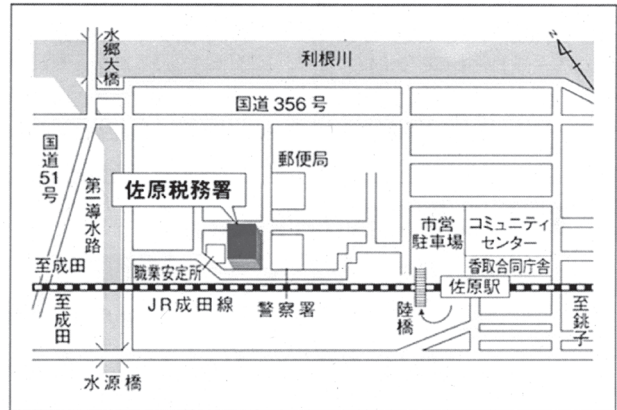 N
水郷大橋
利根川
国道356号
国道51号
第一導水路
郵便局
佐原税務署
市営
駐車場
コミュニティ
センター
香取合同庁舎
至成田
職業安定所
佐原駅
至成田
JR成田線
警察署
陸橋
至銚子
水源橋